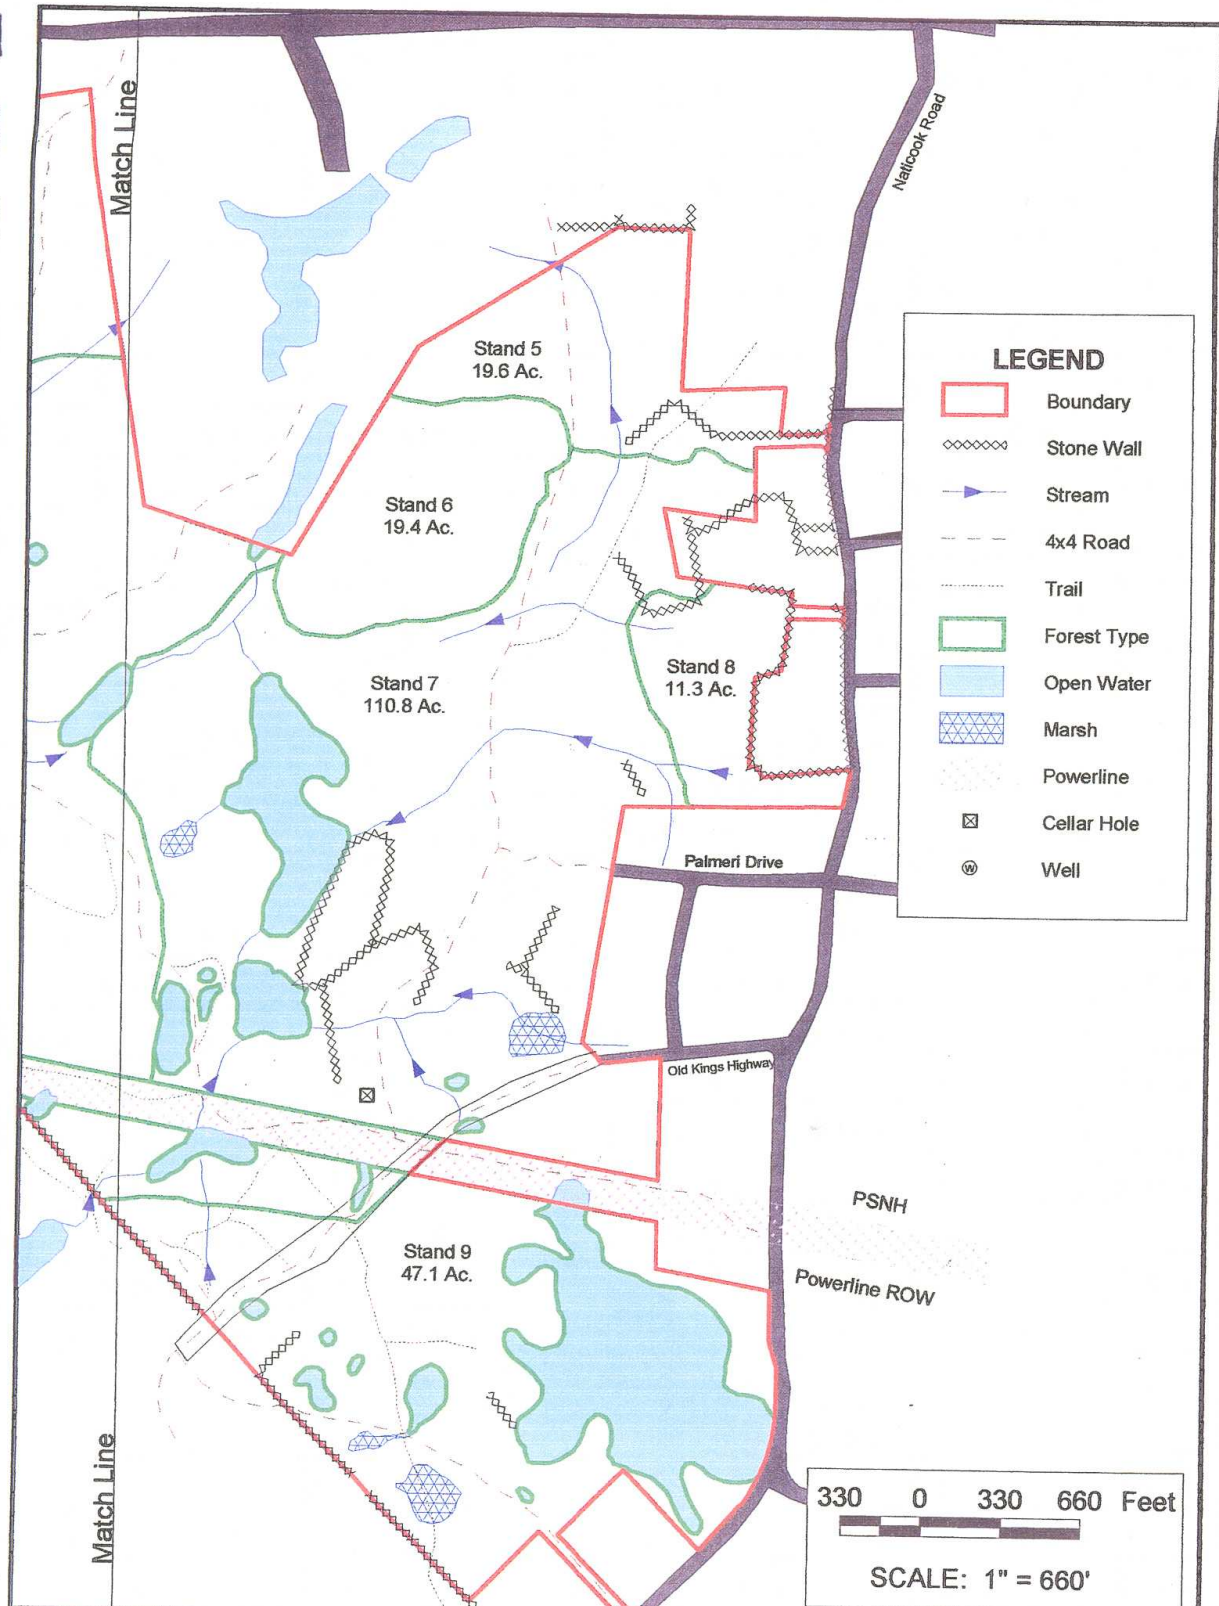 Match Line
Naticook Road
Stand 5
19.6 Ac.
LEGEND
Boundary
Stone Wall
Stream
4x4 Road
Trail
Forest Type
Open Water
Marsh
Powerline
Cellar Hole
W
Well
Stand 6
19.4 Ac.
Stand 7
110.8 Ac.
Stand 8
11.3 Ac.
Palmeri Drive
Old Kings Highway
PSNH
Powerline ROW
Stand 9
47.1 Ac.
Match Line
330 0 330 660 Feet
SCALE: 1" = 660'